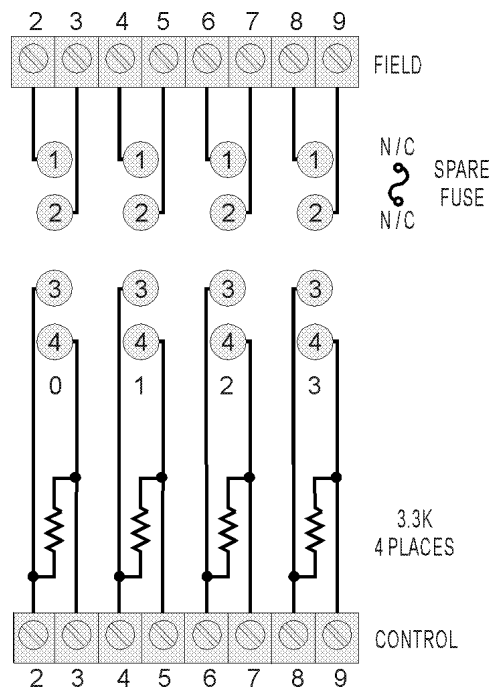 2 3 4 5 6 7 8 9
FIELD
N/C
1 1 1 1
SPARE
FUSE
2 2 2 2
N/C
3 3 3 3
4 4 4 4
0 1 2 3
3.3K
4 PLACES
CONTROL
2 3 4 5 6 7 8 9